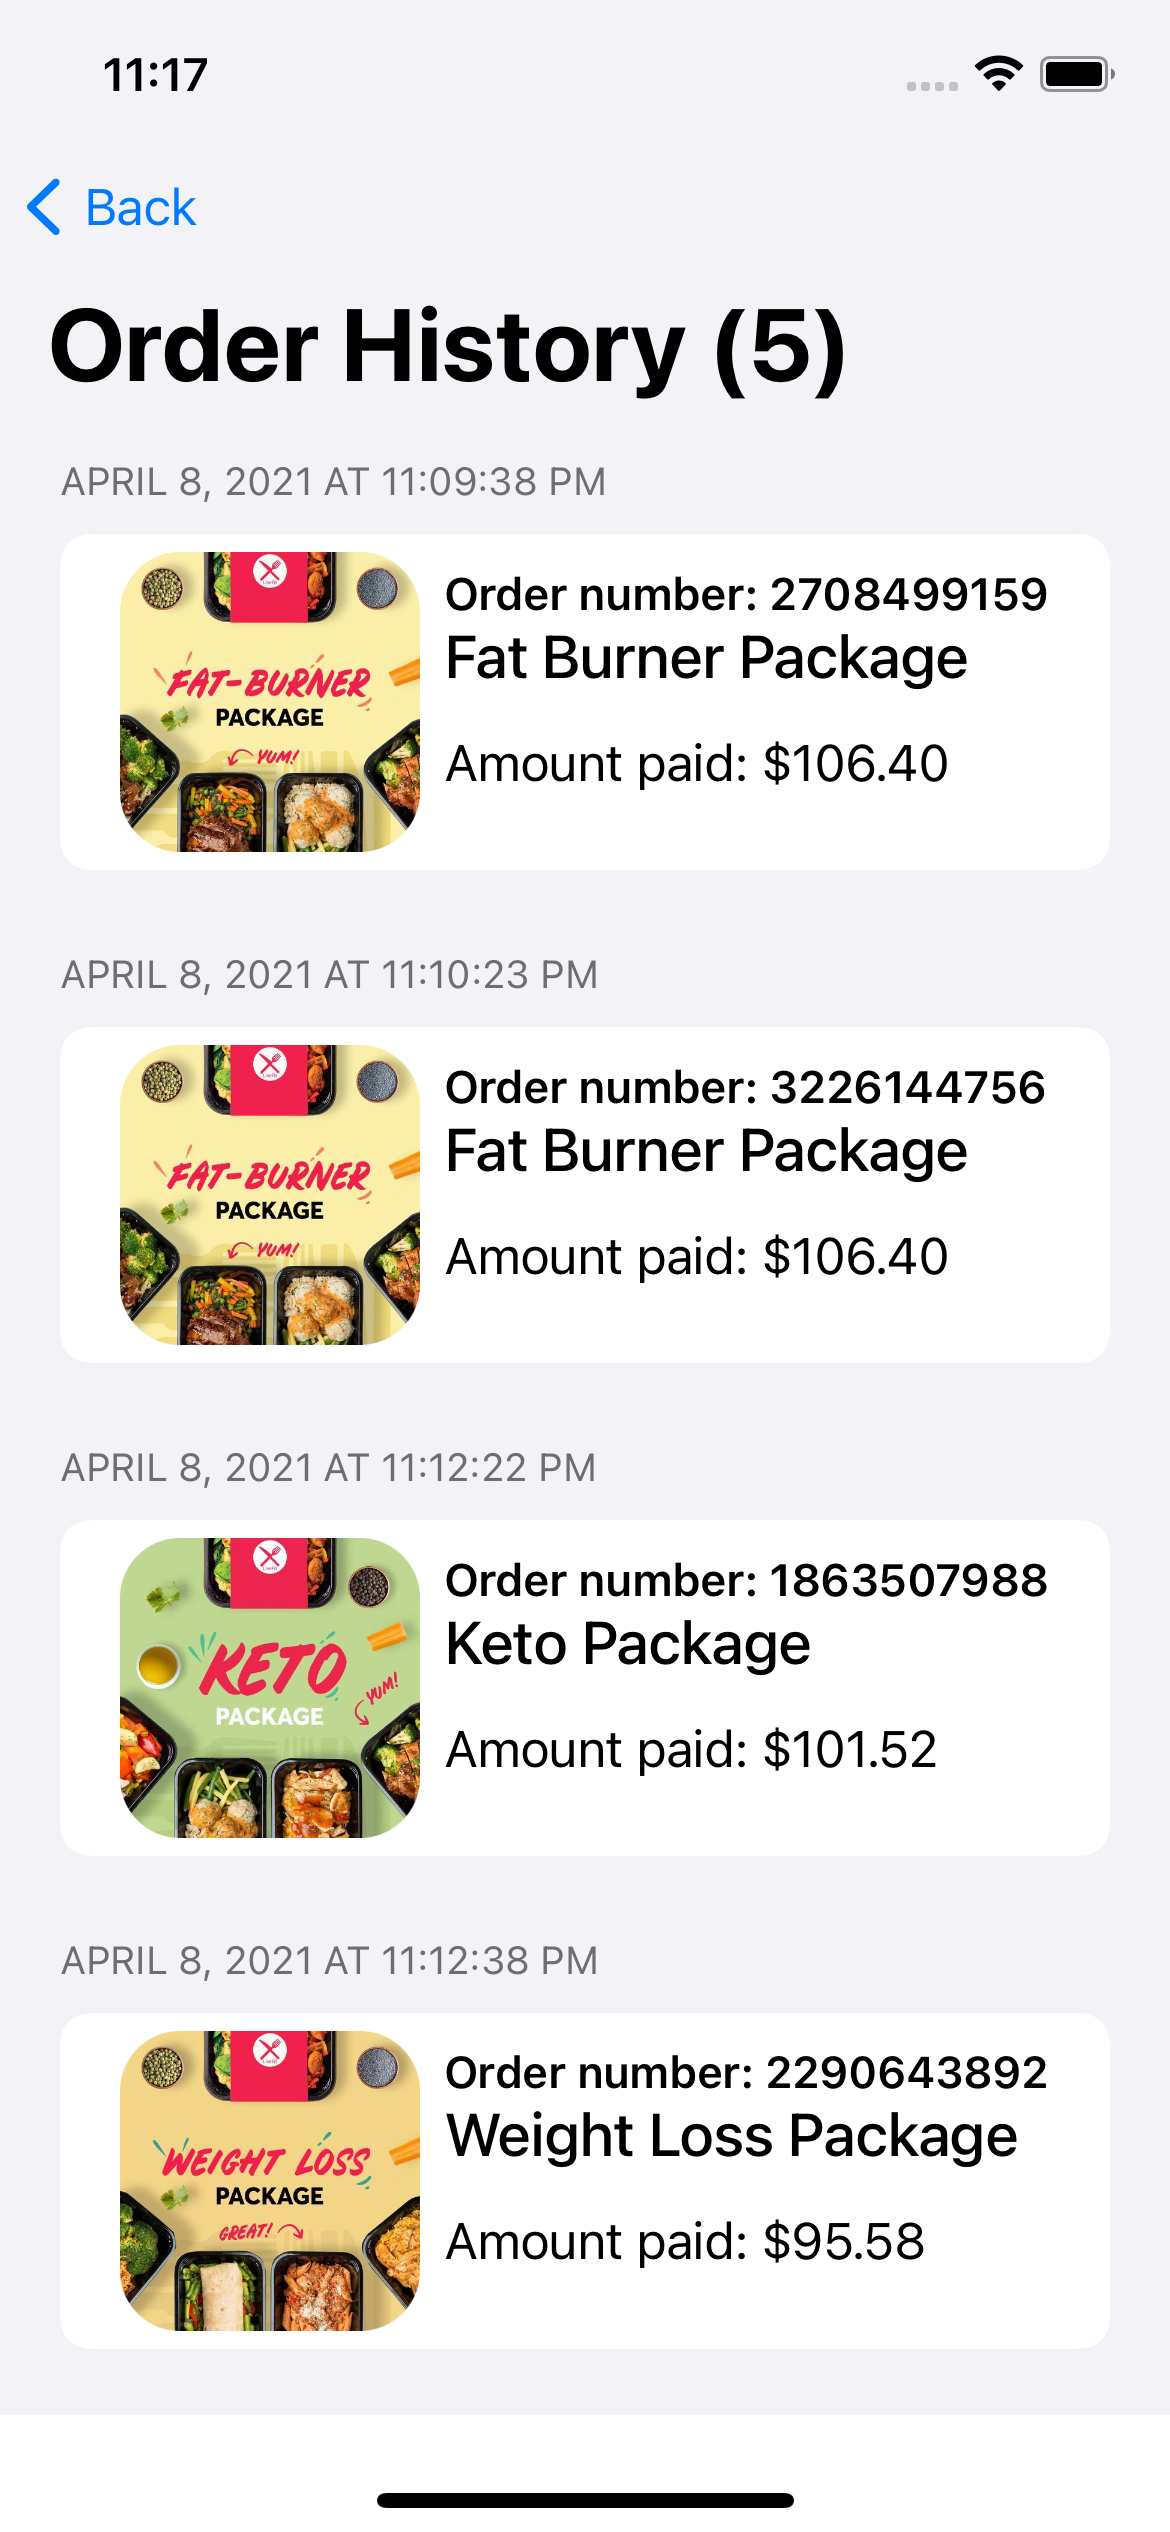 11:17
Back
Order History (5)
APRIL 8, 2021 AT 11:09:38 PM
FAT-BURNER
PACKAGE
YUM!
Order number: 2708499159
Fat Burner Package
Amount paid: $106.40
APRIL 8, 2021 AT 11:10:23 PM
FAT-BURNER
PACKAGE
YUM!
Order number: 3226144756
Fat Burner Package
Amount paid: $106.40
APRIL 8, 2021 AT 11:12:22 PM
KETO
PACKAGE
YUM!
Order number: 1863507988
Keto Package
Amount paid: $101.52
APRIL 8, 2021 AT 11:12:38 PM
WEIGHT LOSS
PACKAGE
GREAT!
Order number: 2290643892
Weight Loss Package
Amount paid: $95.58